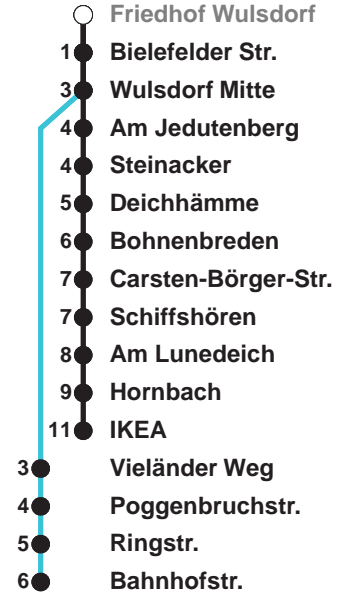 Friedhof Wulsdorf
1 Bielefelder Str.
3 Wulsdorf Mitte
4 Am Jedutenberg
4 Steinacker
5 Deichhämme
6 Bohnenbreden
7 Carsten-Börger-Str.
7 Schiffshören
8 Am Lunedeich
9 Hornbach
11 IKEA
3 Vieländer Weg
4 Poggenbruchstr.
5 Ringstr.
6 Bahnhofstr.